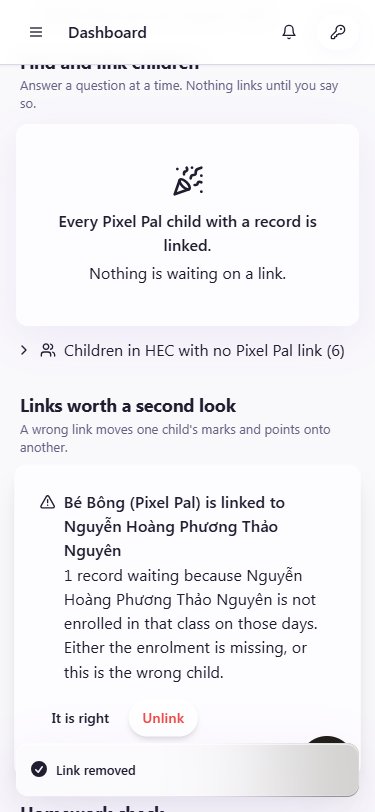 Dashboard
Find and link children
Answer a question at a time. Nothing links until you say
so.
Every Pixel Pal child with a record is
linked.
Nothing is waiting on a link.
Children in HEC with no Pixel Pal link (6)
Links worth a second look
A wrong link moves one child's marks and points onto
another.
Bé Bông (Pixel Pal) is linked to
Nguyễn Hoàng Phương Thảo
Nguyên
1 record waiting because Nguyễn
Hoàng Phương Thảo Nguyên is not
enrolled in that class on those days.
Either the enrolment is missing, or
this is the wrong child.
It is right Unlink
Link removed
Homework check